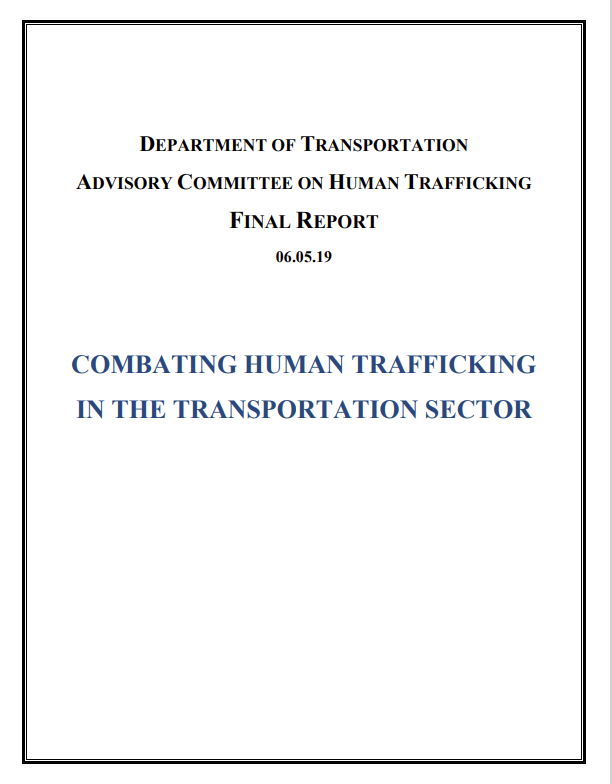 DEPARTMENT OF TRANSPORTATION
ADVISORY COMMITTEE ON HUMAN TRAFFICKING
FINAL REPORT
06.05.19
COMBATING HUMAN TRAFFICKING
IN THE TRANSPORTATION SECTOR